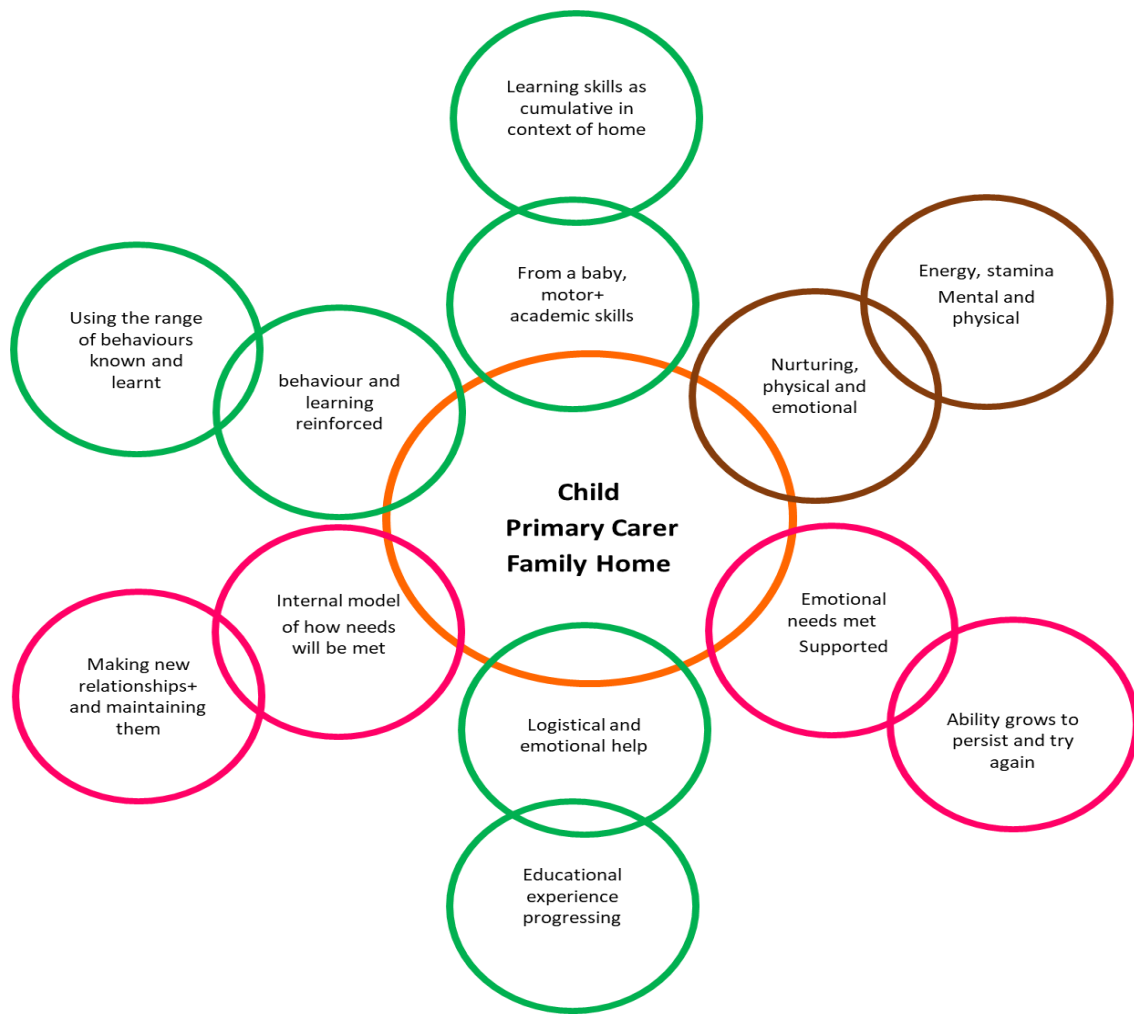 Learning skills as
cumulative in
context of home
From a baby,
motor+
academic skills
Energy, stamina
Mental and
physical
Nurturing,
physical and
emotional
Using the range
of behaviours
known and
learnt
behaviour and
learning
reinforced
Child
Primary Carer
Family Home
Internal model
of how needs
will be met
Making new
relationships+
and maintaining
them
Emotional
needs met
Supported
Ability grows to
persist and try
again
Logistical and
emotional help
Educational
experience
progressing